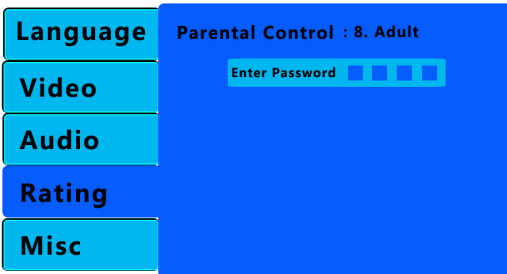 Language
Video
Audio
Rating
Misc
Parental Control : 8. Adult
Enter Password